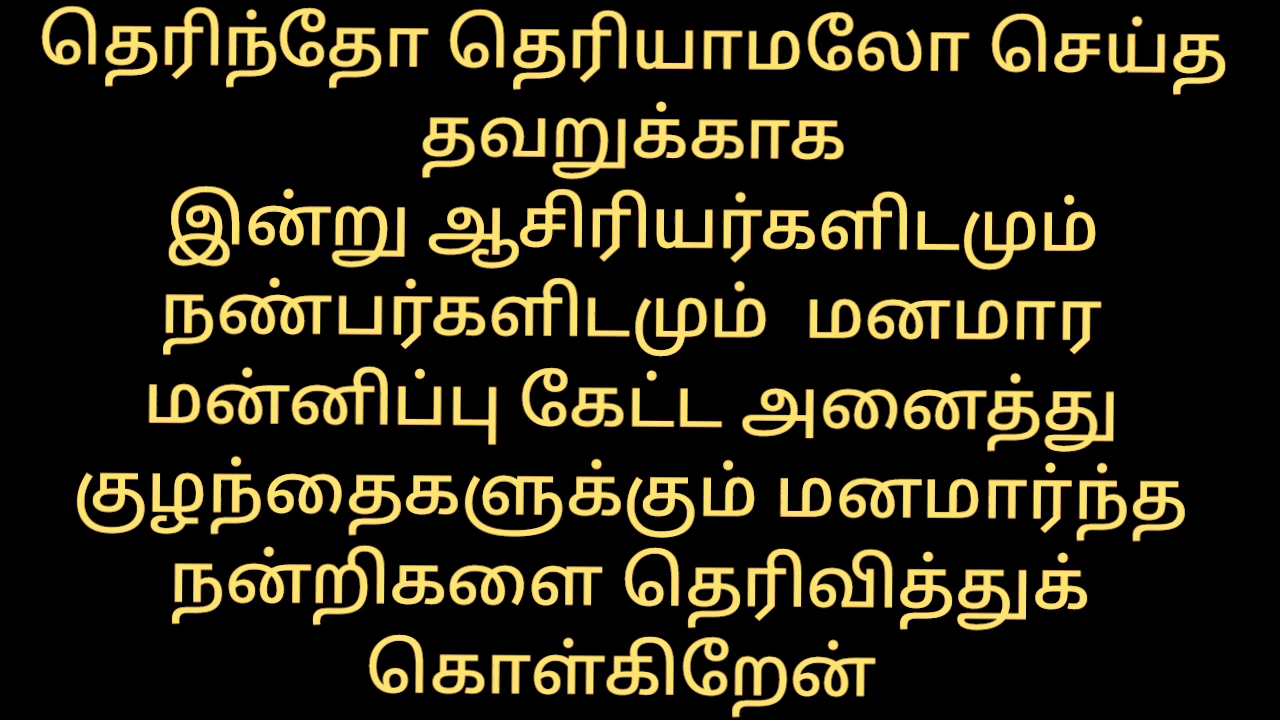 தெரிந்தோ தெரியாமலோ செய்த
தவறுக்காக
இன்று ஆசிரியர்களிடமும்
நண்பர்களிடமும் மனமார
மன்னிப்பு கேட்ட அனைத்து
குழந்தைகளுக்கும் மனமார்ந்த
நன்றிகளை தெரிவித்துக்
கொள்கிறேன்